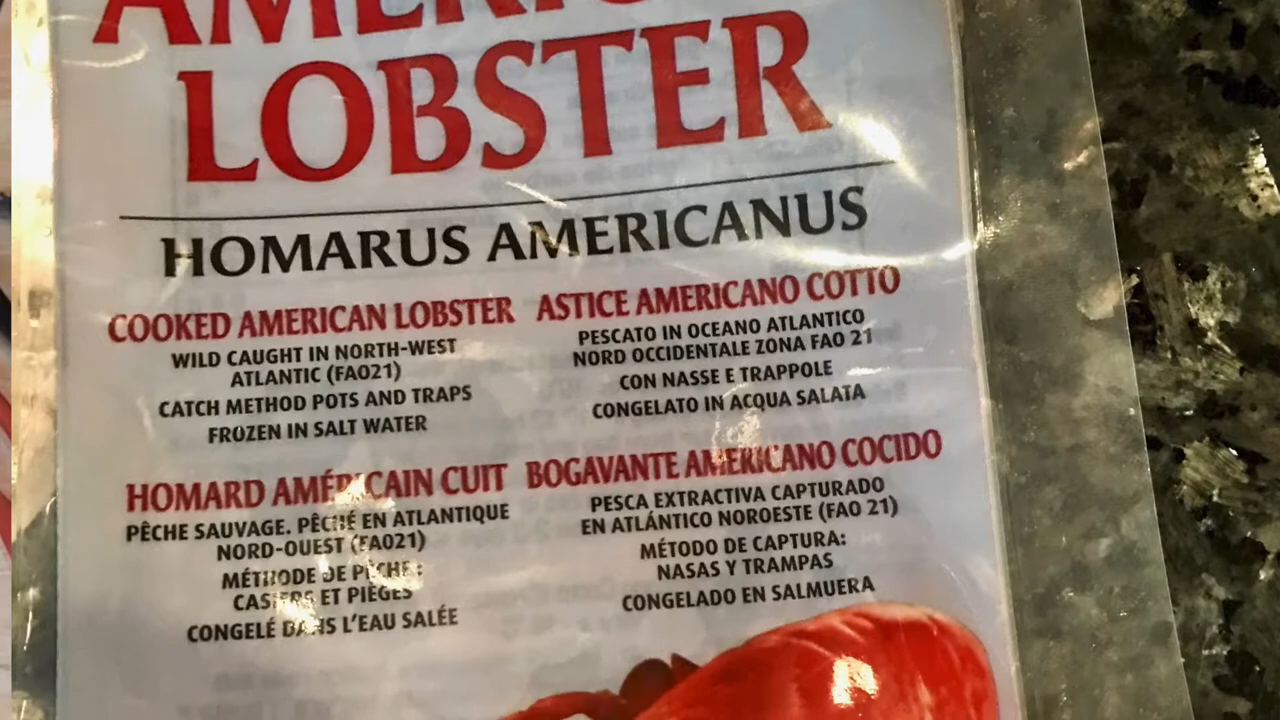 LOBSTER
HOMARUS AMERICANUS
COOKED AMERICAN LOBSTER
WILD CAUGHT IN NORTH-WEST
ATLANTIC (FAO21)
CATCH METHOD POTS AND TRAPS
FROZEN IN SALT WATER
ASTICE AMERICANO COTTO
PESCATO IN OCEANO ATLANTICO
NORD OCCIDENTALE ZONA FAO 21
CON NASSE E TRAPPOLE
CONGELATO IN ACQUA SALATA
HOMARD AMÉRICAIN CUIT
PÊCHE SAUVAGE. PÊCHÉ EN ATLANTIQUE
NORD-OUEST (FAO21)
MÉTHODE DE PÊCHE :
CASIERS ET PIÈGES
CONGELÉ DANS L'EAU SALÉE
BOGAVANTE AMERICANO COCIDO
PESCA EXTRACTIVA CAPTURADO
EN ATLÁNTICO NOROESTE (FAO 21)
MÉTODO DE CAPTURA:
NASAS Y TRAMPAS
CONGELADO EN SALMUERA